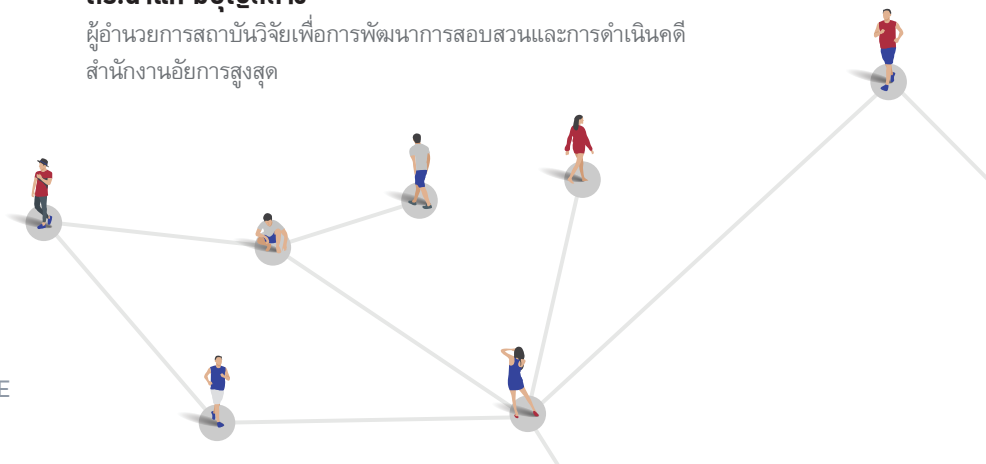 ผู้อำนวยการสถาบันวิจัยเพื่อการพัฒนาการสอบสวนและการดำเนินคดี
สำนักงานอัยการสูงสุด
E